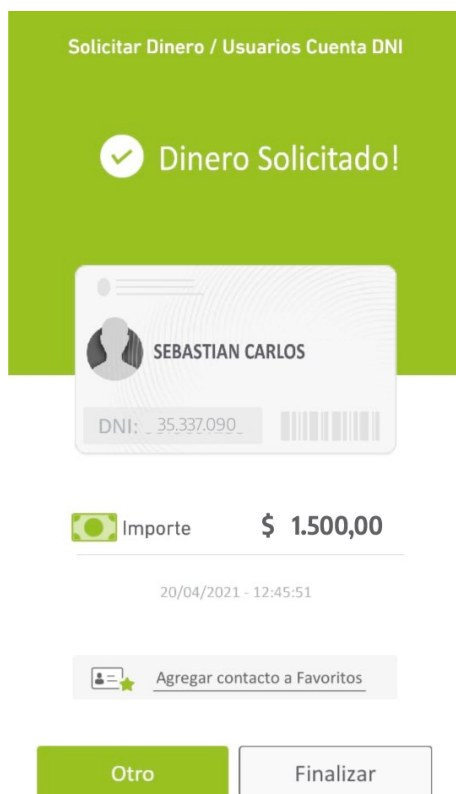 Solicitar Dinero / Usuarios Cuenta DNI
Dinero Solicitado!
SEBASTIAN CARLOS
DNI: 35.337.090
Importe $ 1.500,00
20/04/2021 - 12:45:51
Agregar contacto a Favoritos
Otro Finalizar